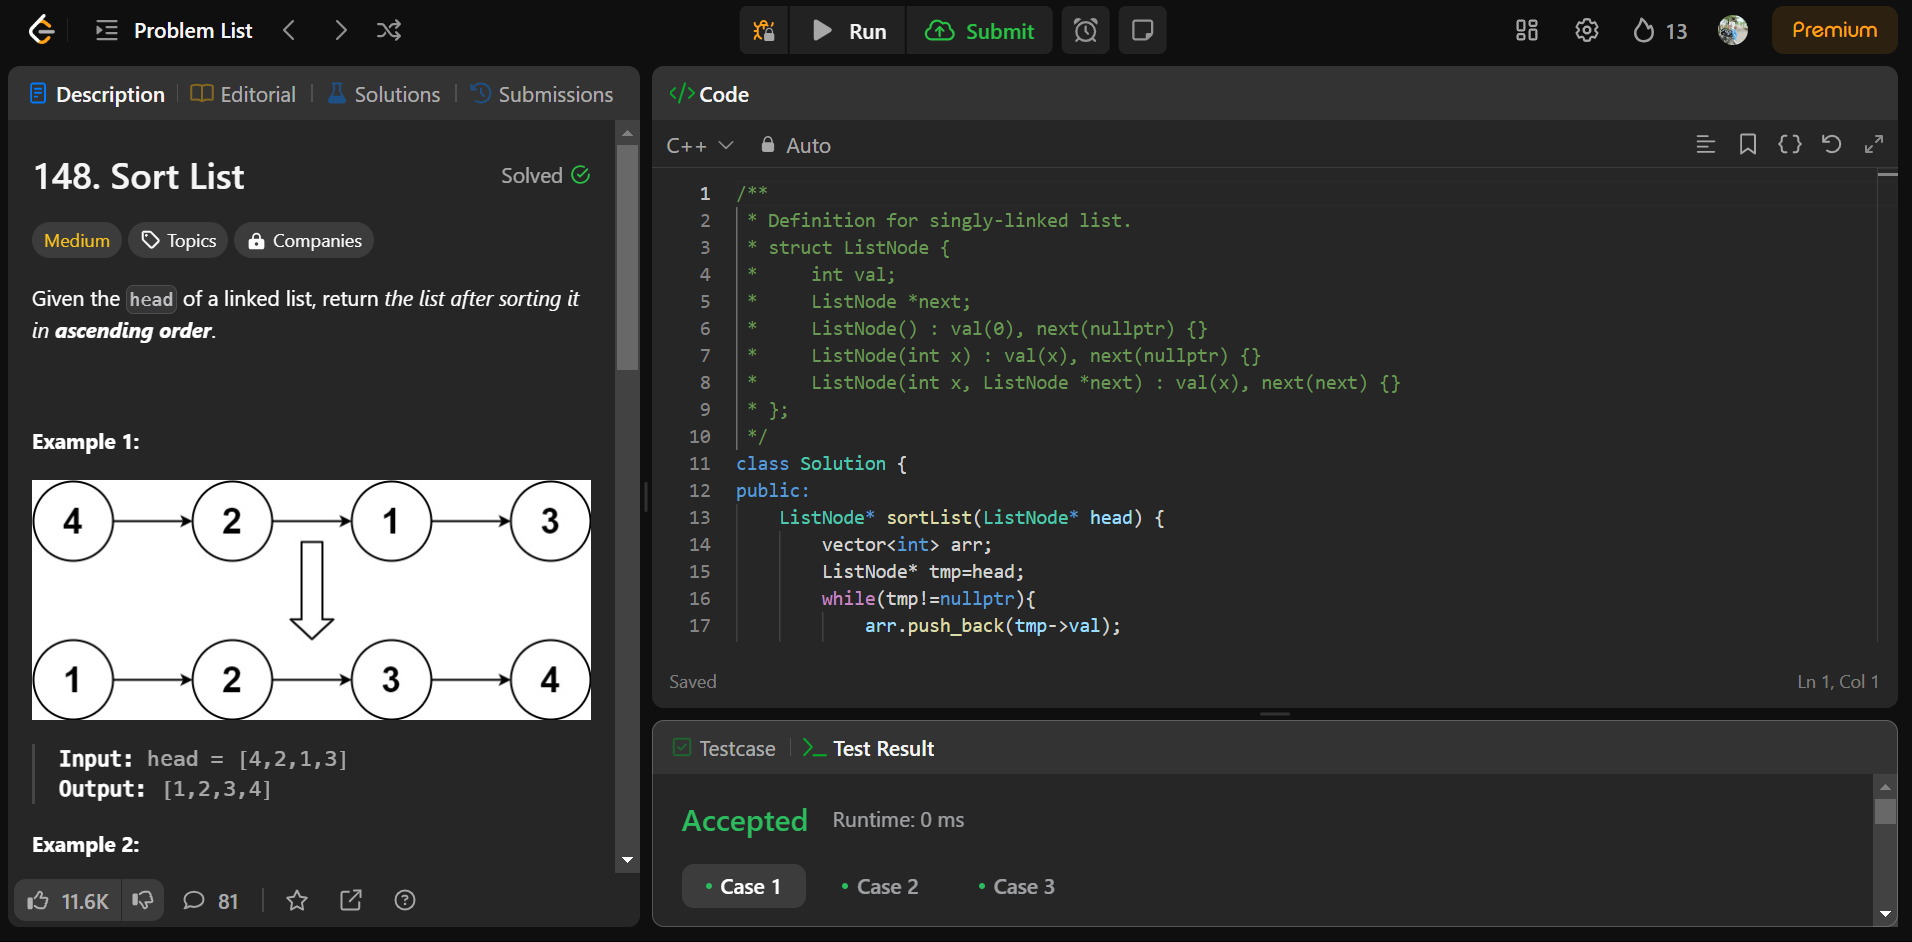 Problem List
Run
Submit
13
Premium
Description
Editorial
Solutions
Submissions
148. Sort List
Solved
Medium
Topics
Companies
Given the head of a linked list, return the list after sorting it
in ascending order.
Example 1:
4 2 1 3
1 2 3 4
Input: head = [4,2,1,3]
Output: [1,2,3,4]
Example 2:
11.6K
81
</> Code
C++
Auto
{}
1 /**
2  * Definition for singly-linked list.
3  * struct ListNode {
4  *     int val;
5  *     ListNode *next;
6  *     ListNode() : val(0), next(nullptr) {}
7  *     ListNode(int x) : val(x), next(nullptr) {}
8  *     ListNode(int x, ListNode *next) : val(x), next(next) {}
9  * };
10  */
11 class Solution {
12 public:
13     ListNode* sortList(ListNode* head) {
14         vector<int> arr;
15         ListNode* tmp=head;
16         while(tmp!=nullptr){
17             arr.push_back(tmp->val);
Saved
Ln 1, Col 1
Testcase
>_ Test Result
Accepted
Runtime: 0 ms
• Case 1
• Case 2
• Case 3